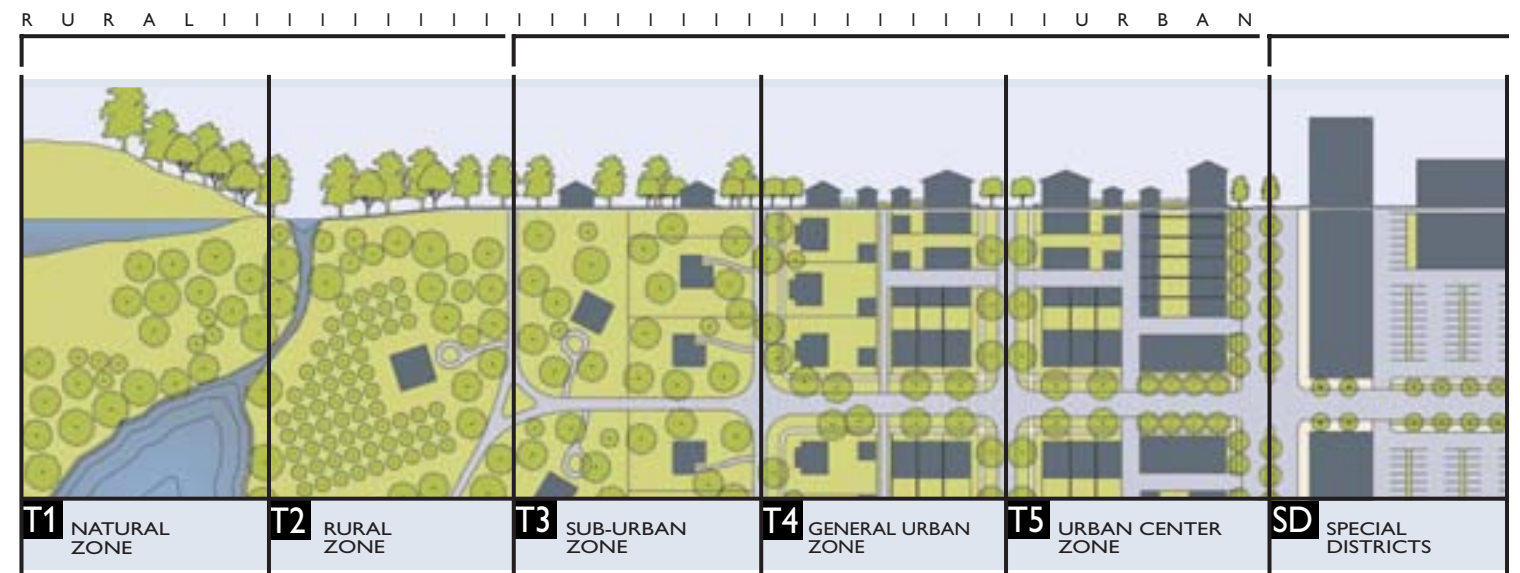 R U R A L I I I I I I I I I I I I I I I I I I I I I I I I I I U R B A N
T1 NATURAL
ZONE
T2 RURAL
ZONE
T3 SUB-URBAN
ZONE
T4 GENERAL URBAN
ZONE
T5 URBAN CENTER
ZONE
SD SPECIAL
DISTRICTS